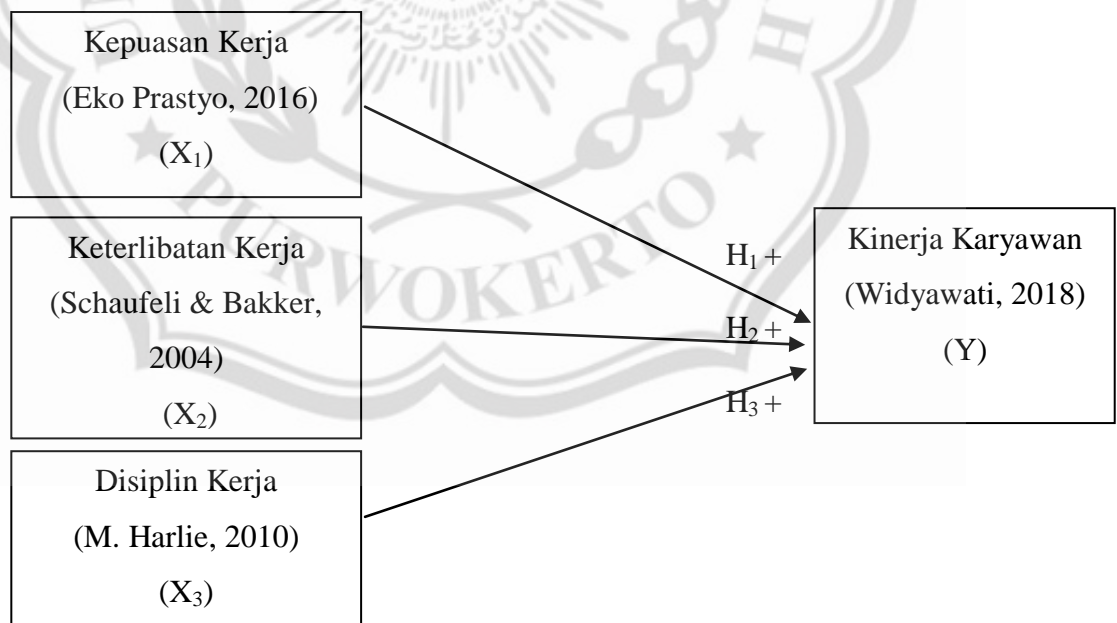 Kepuasan Kerja
(Eko Prastyo, 2016)
(X₁)
Keterlibatan Kerja
(Schaufeli & Bakker,
2004)
(X₂)
Disiplin Kerja
(M. Harlie, 2010)
(X₃)
H₁ +
H₂ +
H₃ +
Kinerja Karyawan
(Widyawati, 2018)
(Y)
PURWOKERTO
H